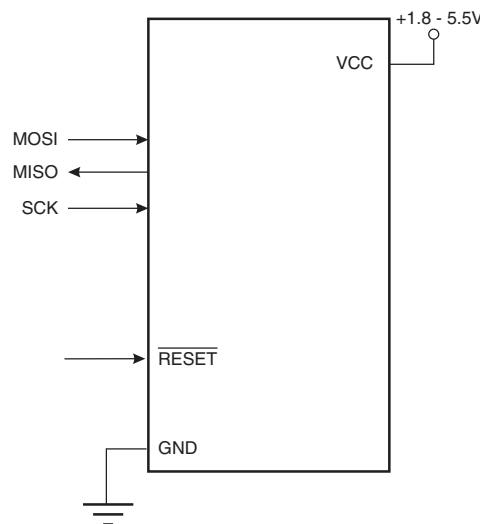 +1.8 - 5.5V
VCC
MOSI
MISO
SCK
RESET
GND